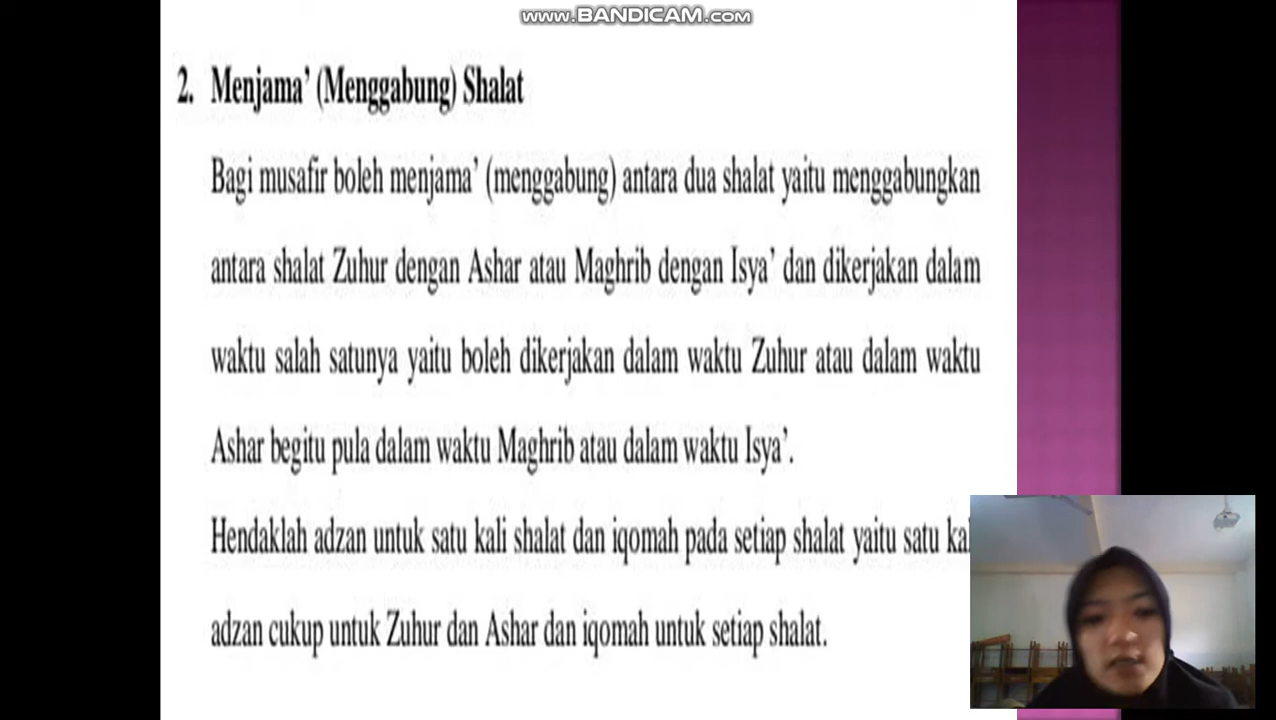 www.BANDICAM.com
2. Menjama' (Menggabung) Shalat
Bagi musafir boleh menjama' (menggabung) antara dua shalat yaitu menggabungkan
antara shalat Zuhur dengan Ashar atau Maghrib dengan Isya' dan dikerjakan dalam
waktu salah satunya yaitu boleh dikerjakan dalam waktu Zuhur atau dalam waktu
Ashar begitu pula dalam waktu Maghrib atau dalam waktu Isya'.
Hendaklah adzan untuk satu kali shalat dan iqomah pada setiap shalat yaitu satu
adzan cukup untuk Zuhur dan Ashar dan iqomah untuk setiap shalat.